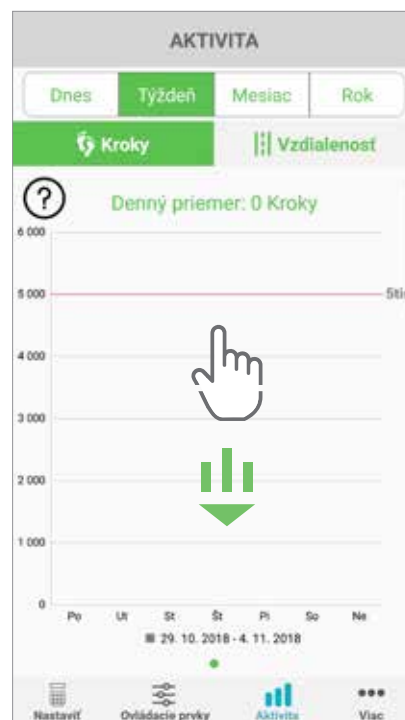 AKTIVITA
Dnes Týždeň Mesiac Rok
Kroky Vzdialenosť
? Denný priemer: 0 Kroky
6 000
5 000
4 000
3 000
2 000
1 000
0
Po Ut St Št Pi So Ne
29. 10. 2018 - 4. 11. 2018
Nastaviť Ovládacie prvky Aktivita Viac